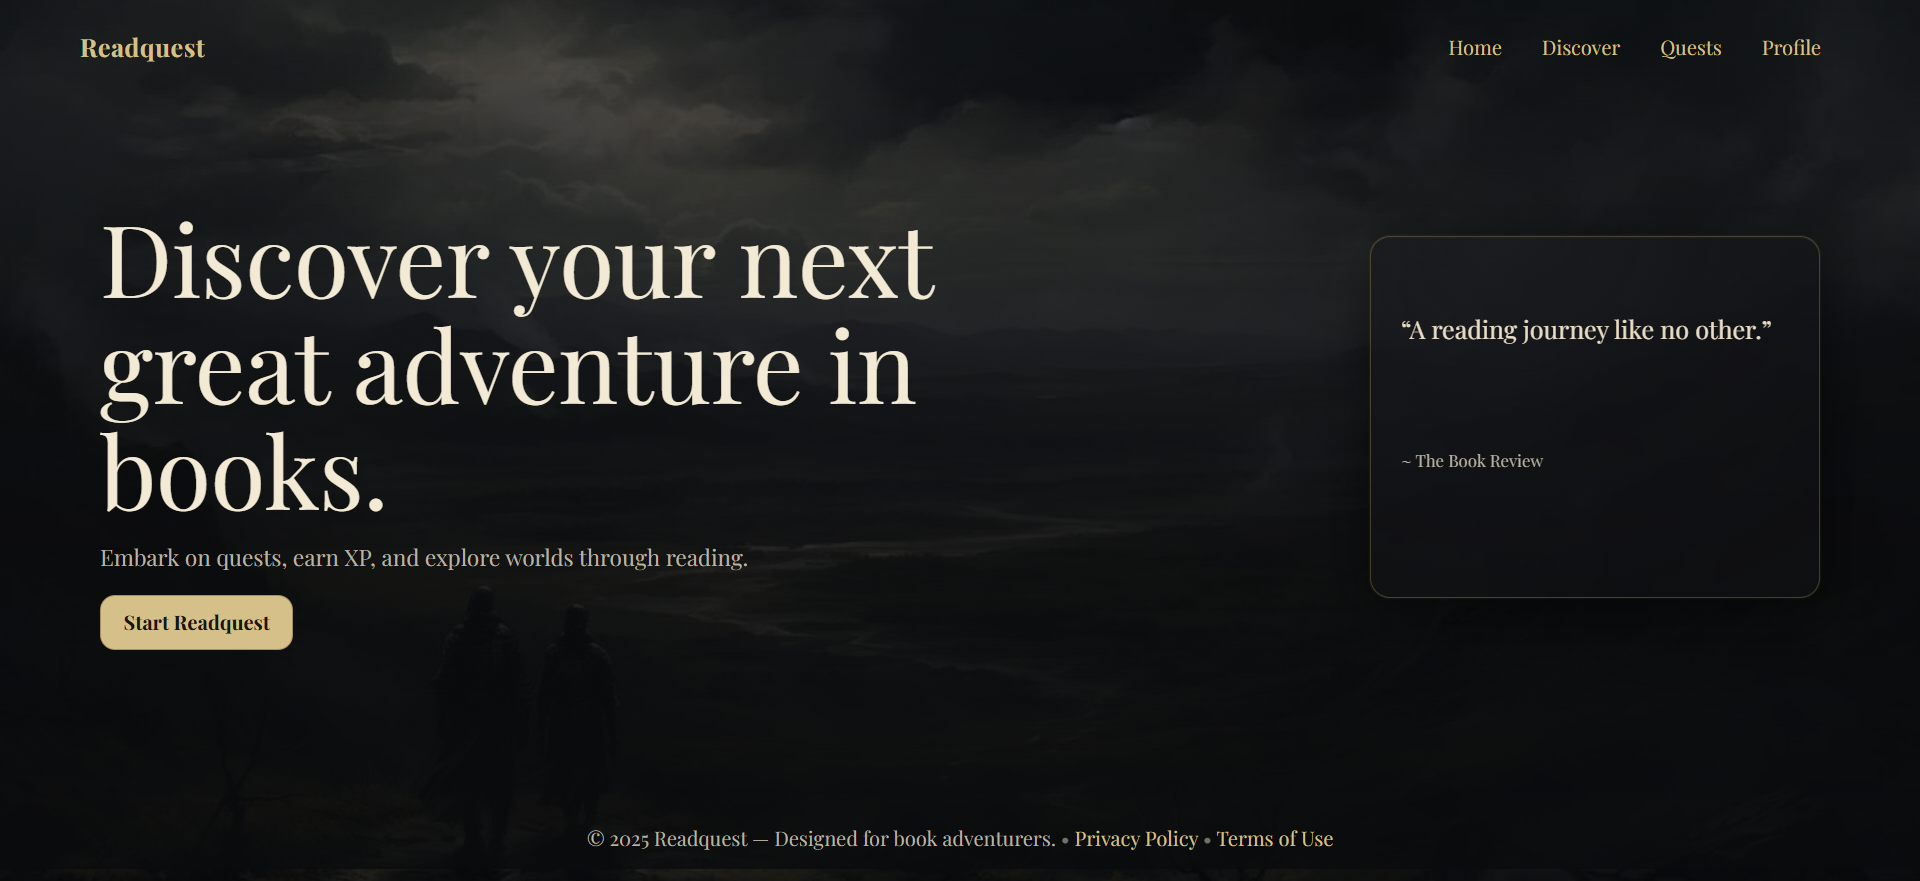 Readquest
Home Discover Quests Profile
Discover your next
great adventure in
books.
Embark on quests, earn XP, and explore worlds through reading.
Start Readquest
“A reading journey like no other.”
~ The Book Review
© 2025 Readquest — Designed for book adventurers. • Privacy Policy • Terms of Use